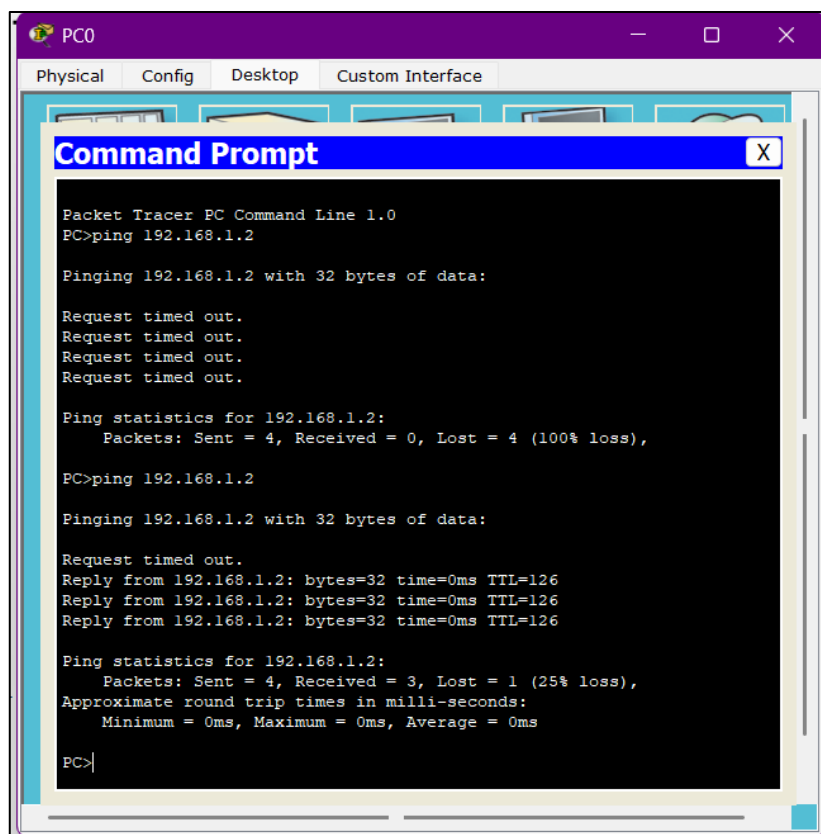 PC0
Physical Config Desktop Custom Interface
Command Prompt
X
Packet Tracer PC Command Line 1.0
PC>ping 192.168.1.2
Pinging 192.168.1.2 with 32 bytes of data:
Request timed out.
Request timed out.
Request timed out.
Request timed out.
Ping statistics for 192.168.1.2:
Packets: Sent = 4, Received = 0, Lost = 4 (100% loss),
PC>ping 192.168.1.2
Pinging 192.168.1.2 with 32 bytes of data:
Request timed out.
Reply from 192.168.1.2: bytes=32 time=0ms TTL=126
Reply from 192.168.1.2: bytes=32 time=0ms TTL=126
Reply from 192.168.1.2: bytes=32 time=0ms TTL=126
Ping statistics for 192.168.1.2:
Packets: Sent = 4, Received = 3, Lost = 1 (25% loss),
Approximate round trip times in milli-seconds:
Minimum = 0ms, Maximum = 0ms, Average = 0ms
PC>